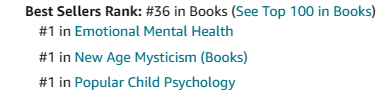 Best Sellers Rank: #36 in Books (See Top 100 in Books)
#1 in Emotional Mental Health
#1 in New Age Mysticism (Books)
#1 in Popular Child Psychology